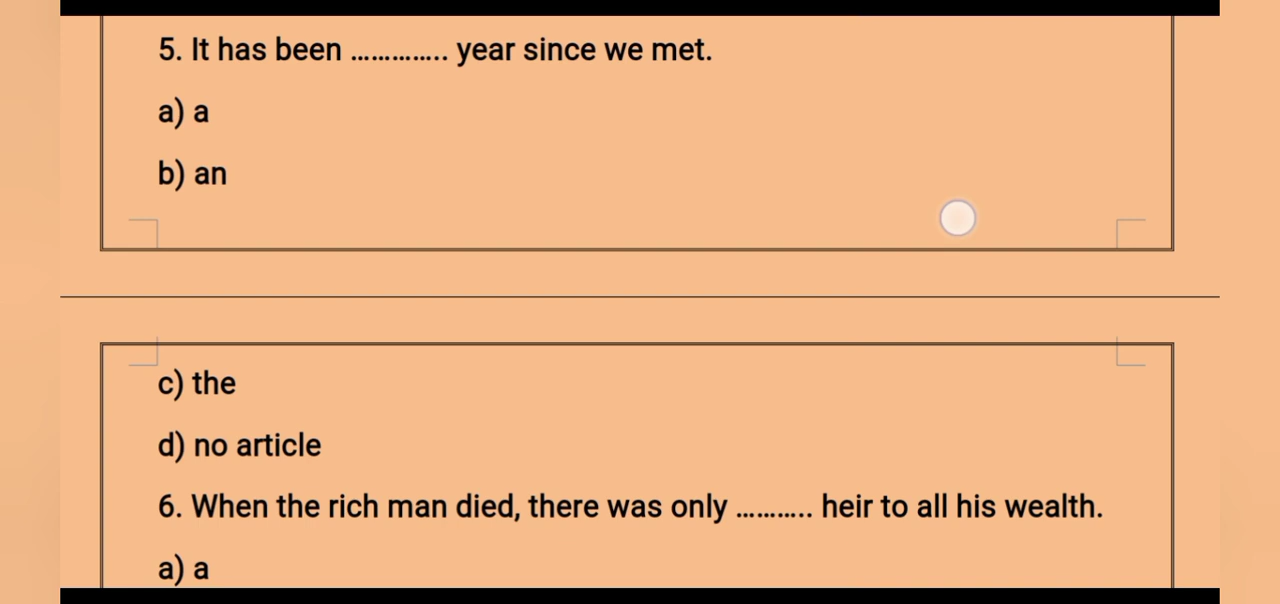 5. It has been .............. year since we met.
a) a
b) an
c) the
d) no article
6. When the rich man died, there was only ........... heir to all his wealth.
a) a